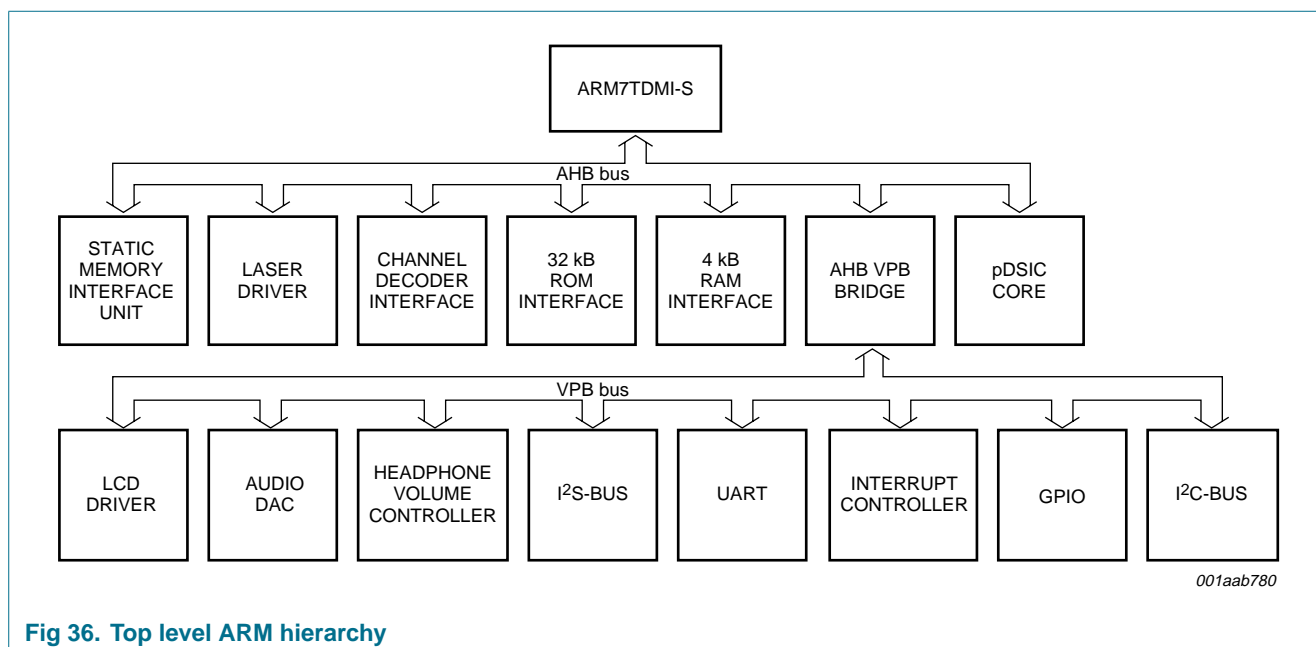 ARM7TDMI-S
AHB bus
STATIC
MEMORY
INTERFACE
UNIT
LASER
DRIVER
CHANNEL
DECODER
INTERFACE
32 kB
ROM
INTERFACE
4 kB
RAM
INTERFACE
AHB VPB
BRIDGE
pDSIC
CORE
VPB bus
LCD
DRIVER
AUDIO
DAC
HEADPHONE
VOLUME
CONTROLLER
I²S-BUS
UART
INTERRUPT
CONTROLLER
GPIO
I²C-BUS
001aab780
Fig 36. Top level ARM hierarchy